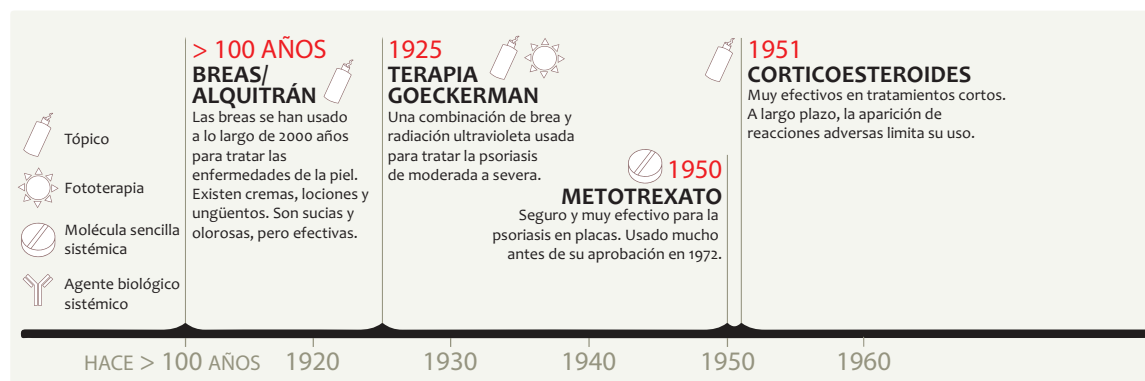 Tópico
Fototerapia
Molécula sencilla
sistémica
Agente biológico
sistémico
> 100 AÑOS
BREAS/
ALQUITRÁN
Las breas se han usado
a lo largo de 2000 años
para tratar las
enfermedades de la piel.
Existen cremas, lociones y
ungüentos. Son sucias y
olorosas, pero efectivas.
1925
TERAPIA
GOECKERMAN
Una combinación de brea y
radiación ultravioleta usada
para tratar la psoriasis
de moderada a severa.
1950
METOTREXATO
Seguro y muy efectivo para la
psoriasis en placas. Usado mucho
antes de su aprobación en 1972.
1951
CORTICOESTEROIDES
Muy efectivos en tratamientos cortos.
A largo plazo, la aparición de
reacciones adversas limita su uso.
HACE > 100 AÑOS 1920 1930 1940 1950 1960